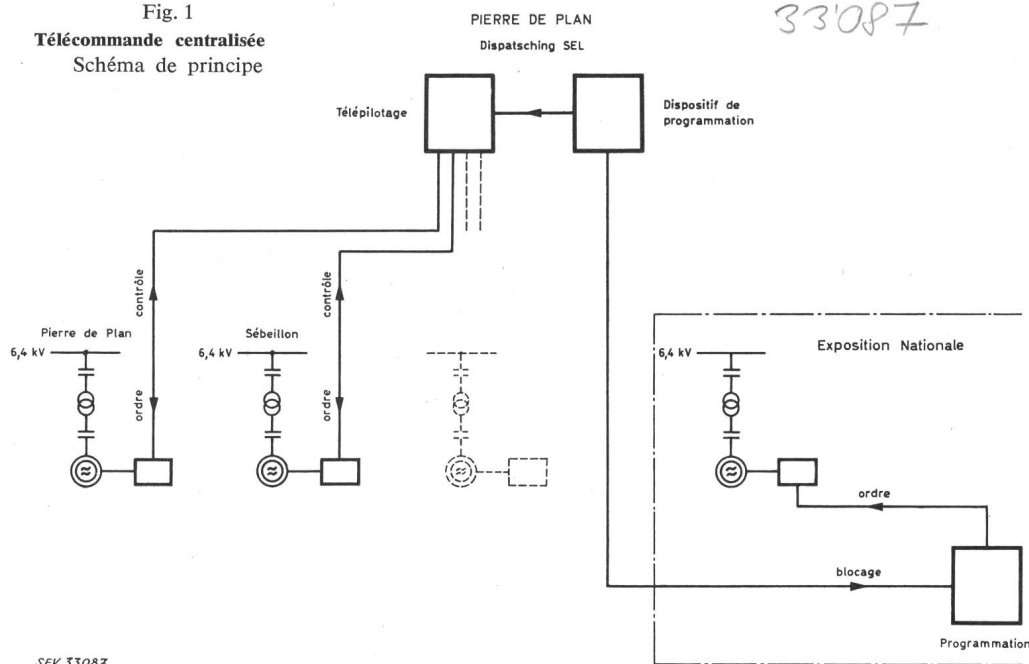 Fig. 1
Télécommande centralisée
Schéma de principe
PIERRE DE PLAN
Dispatsching SEL
33'087
Télépilotage
Dispositif de
programmation
contrôle
contrôle
Pierre de Plan
6,4 kV
Sébeillon
6,4 kV
6,4 kV
Exposition Nationale
ordre
ordre
ordre
blocage
Programmation
SEV 33087